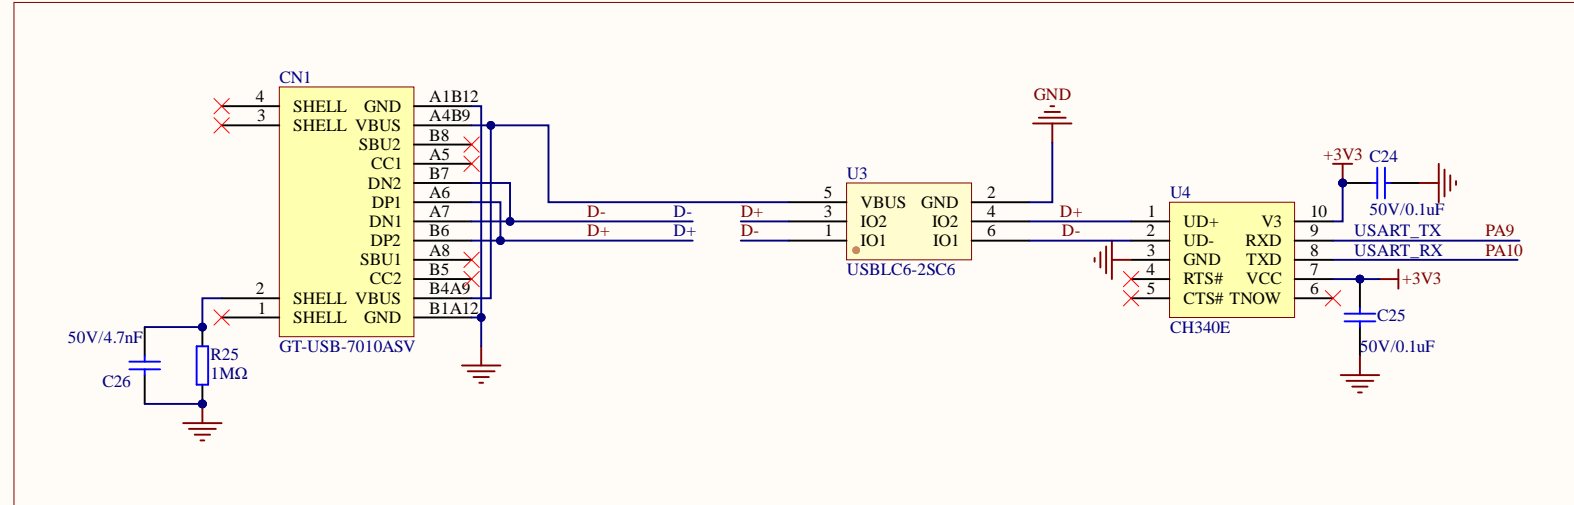 CN1
4 SHELL GND A1B12
3 SHELL VBUS A4B9
SBU2 B8
CC1 A5
DN2 B7
DP1 A6
DN1 A7
DP2 B6
SBU1 A8
CC2 B5
2 SHELL VBUS B4A9
1 SHELL GND B1A12
GT-USB-7010ASV
50V/4.7nF
C26
R25
1MΩ
D- D- D+
D+ D+ D-
GND
U3
5 VBUS GND 2
3 IO2 IO2 4
1 IO1 IO1 6
USBLC6-2SC6
D+
D-
U4
1 UD+ V3 10
2 UD- RXD 9
3 GND TXD 8
4 RTS# VCC 7
5 CTS# TNOW 6
CH340E
+3V3
C24
50V/0.1uF
USART_TX PA9
USART_RX PA10
+3V3
C25
50V/0.1uF